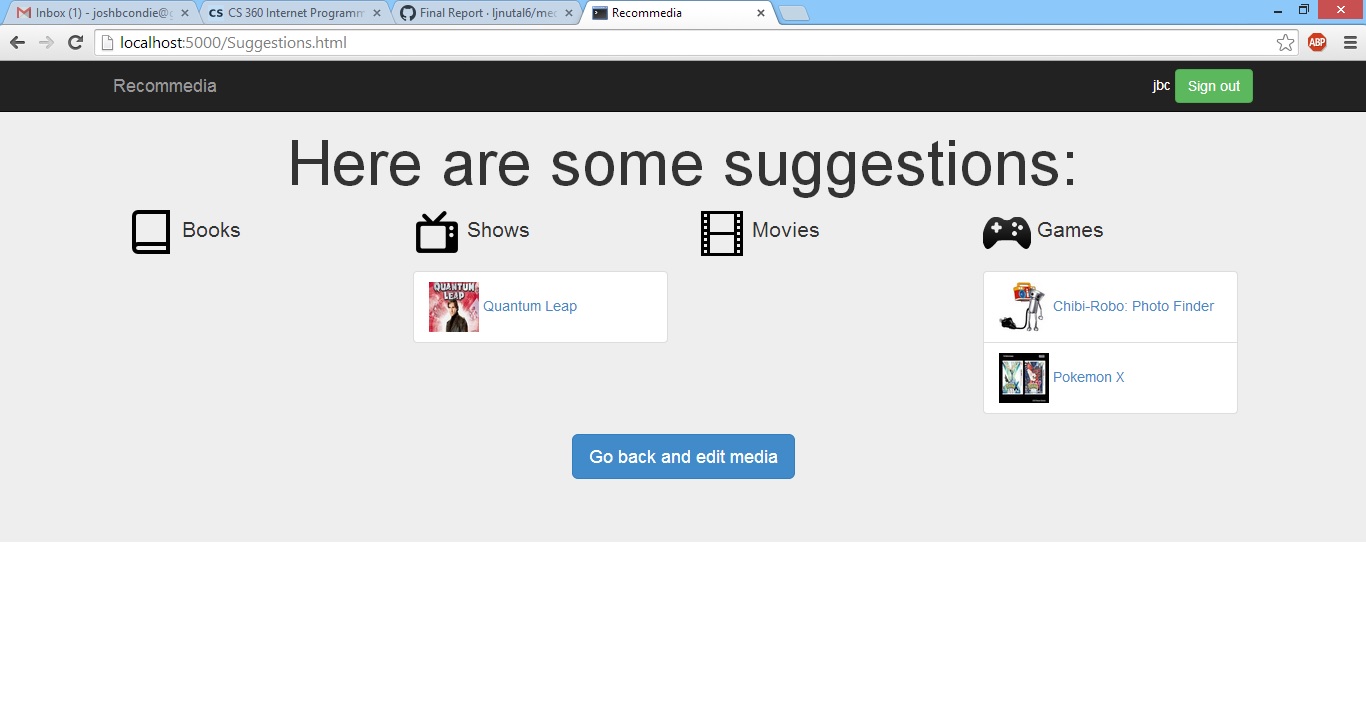 Inbox (1) - joshbcondie@g
CS CS 360 Internet Programm
Final Report · ljnutal6/med
Recommedia
localhost:5000/Suggestions.html
ABP
Recommedia
jbc
Sign out
Here are some suggestions:
Books
Shows
Movies
Games
QUANTUM
LEAP
Quantum Leap
Chibi-Robo: Photo Finder
Pokemon X
Go back and edit media